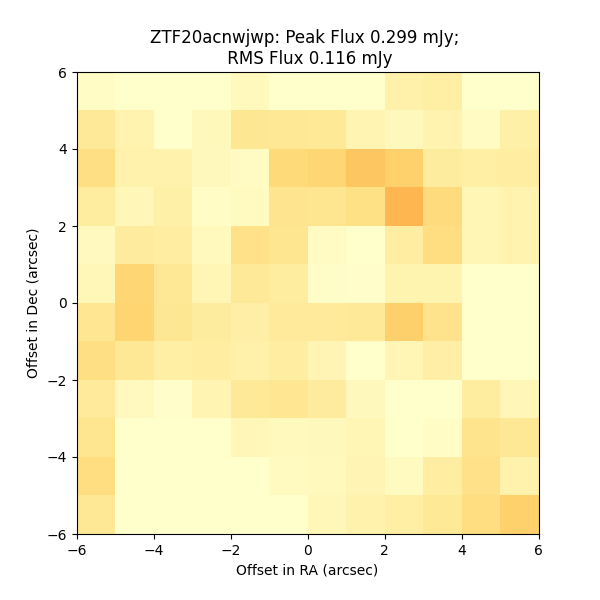 ZTF20acnwjwp: Peak Flux 0.299 mJy;
RMS Flux 0.116 mJy
6
4
2
0
−2
−4
−6
Offset in Dec (arcsec)
−6 −4 −2 0 2 4 6
Offset in RA (arcsec)